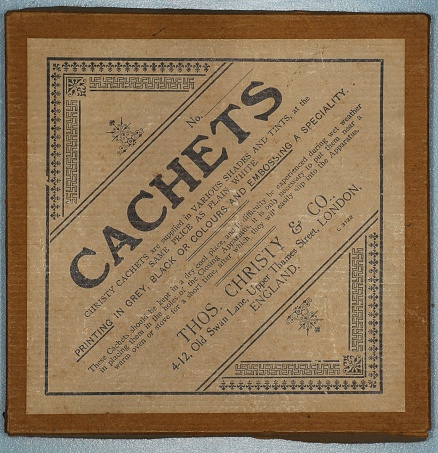 No.
CACHETS
CHRISTY CACHETS are supplied in VARIOUS SHADES AND TINTS, at the
SAME PRICE AS PLAIN WHITE.
PRINTING IN GREY, BLACK OR COLOURS AND EMBOSSING A SPECIALITY.
These Cachets should be kept in a dry cool place, and if difficulty be experienced during wet weather
in placing them in the holes of the Closing Apparatus, it is only necessary to put them near a
warm oven or stove for a short time, after which they will easily slip into the Apparatus.
THOS. CHRISTY & CO.,
4-12, Old Swan Lane, Upper Thames Street, LONDON,
ENGLAND.